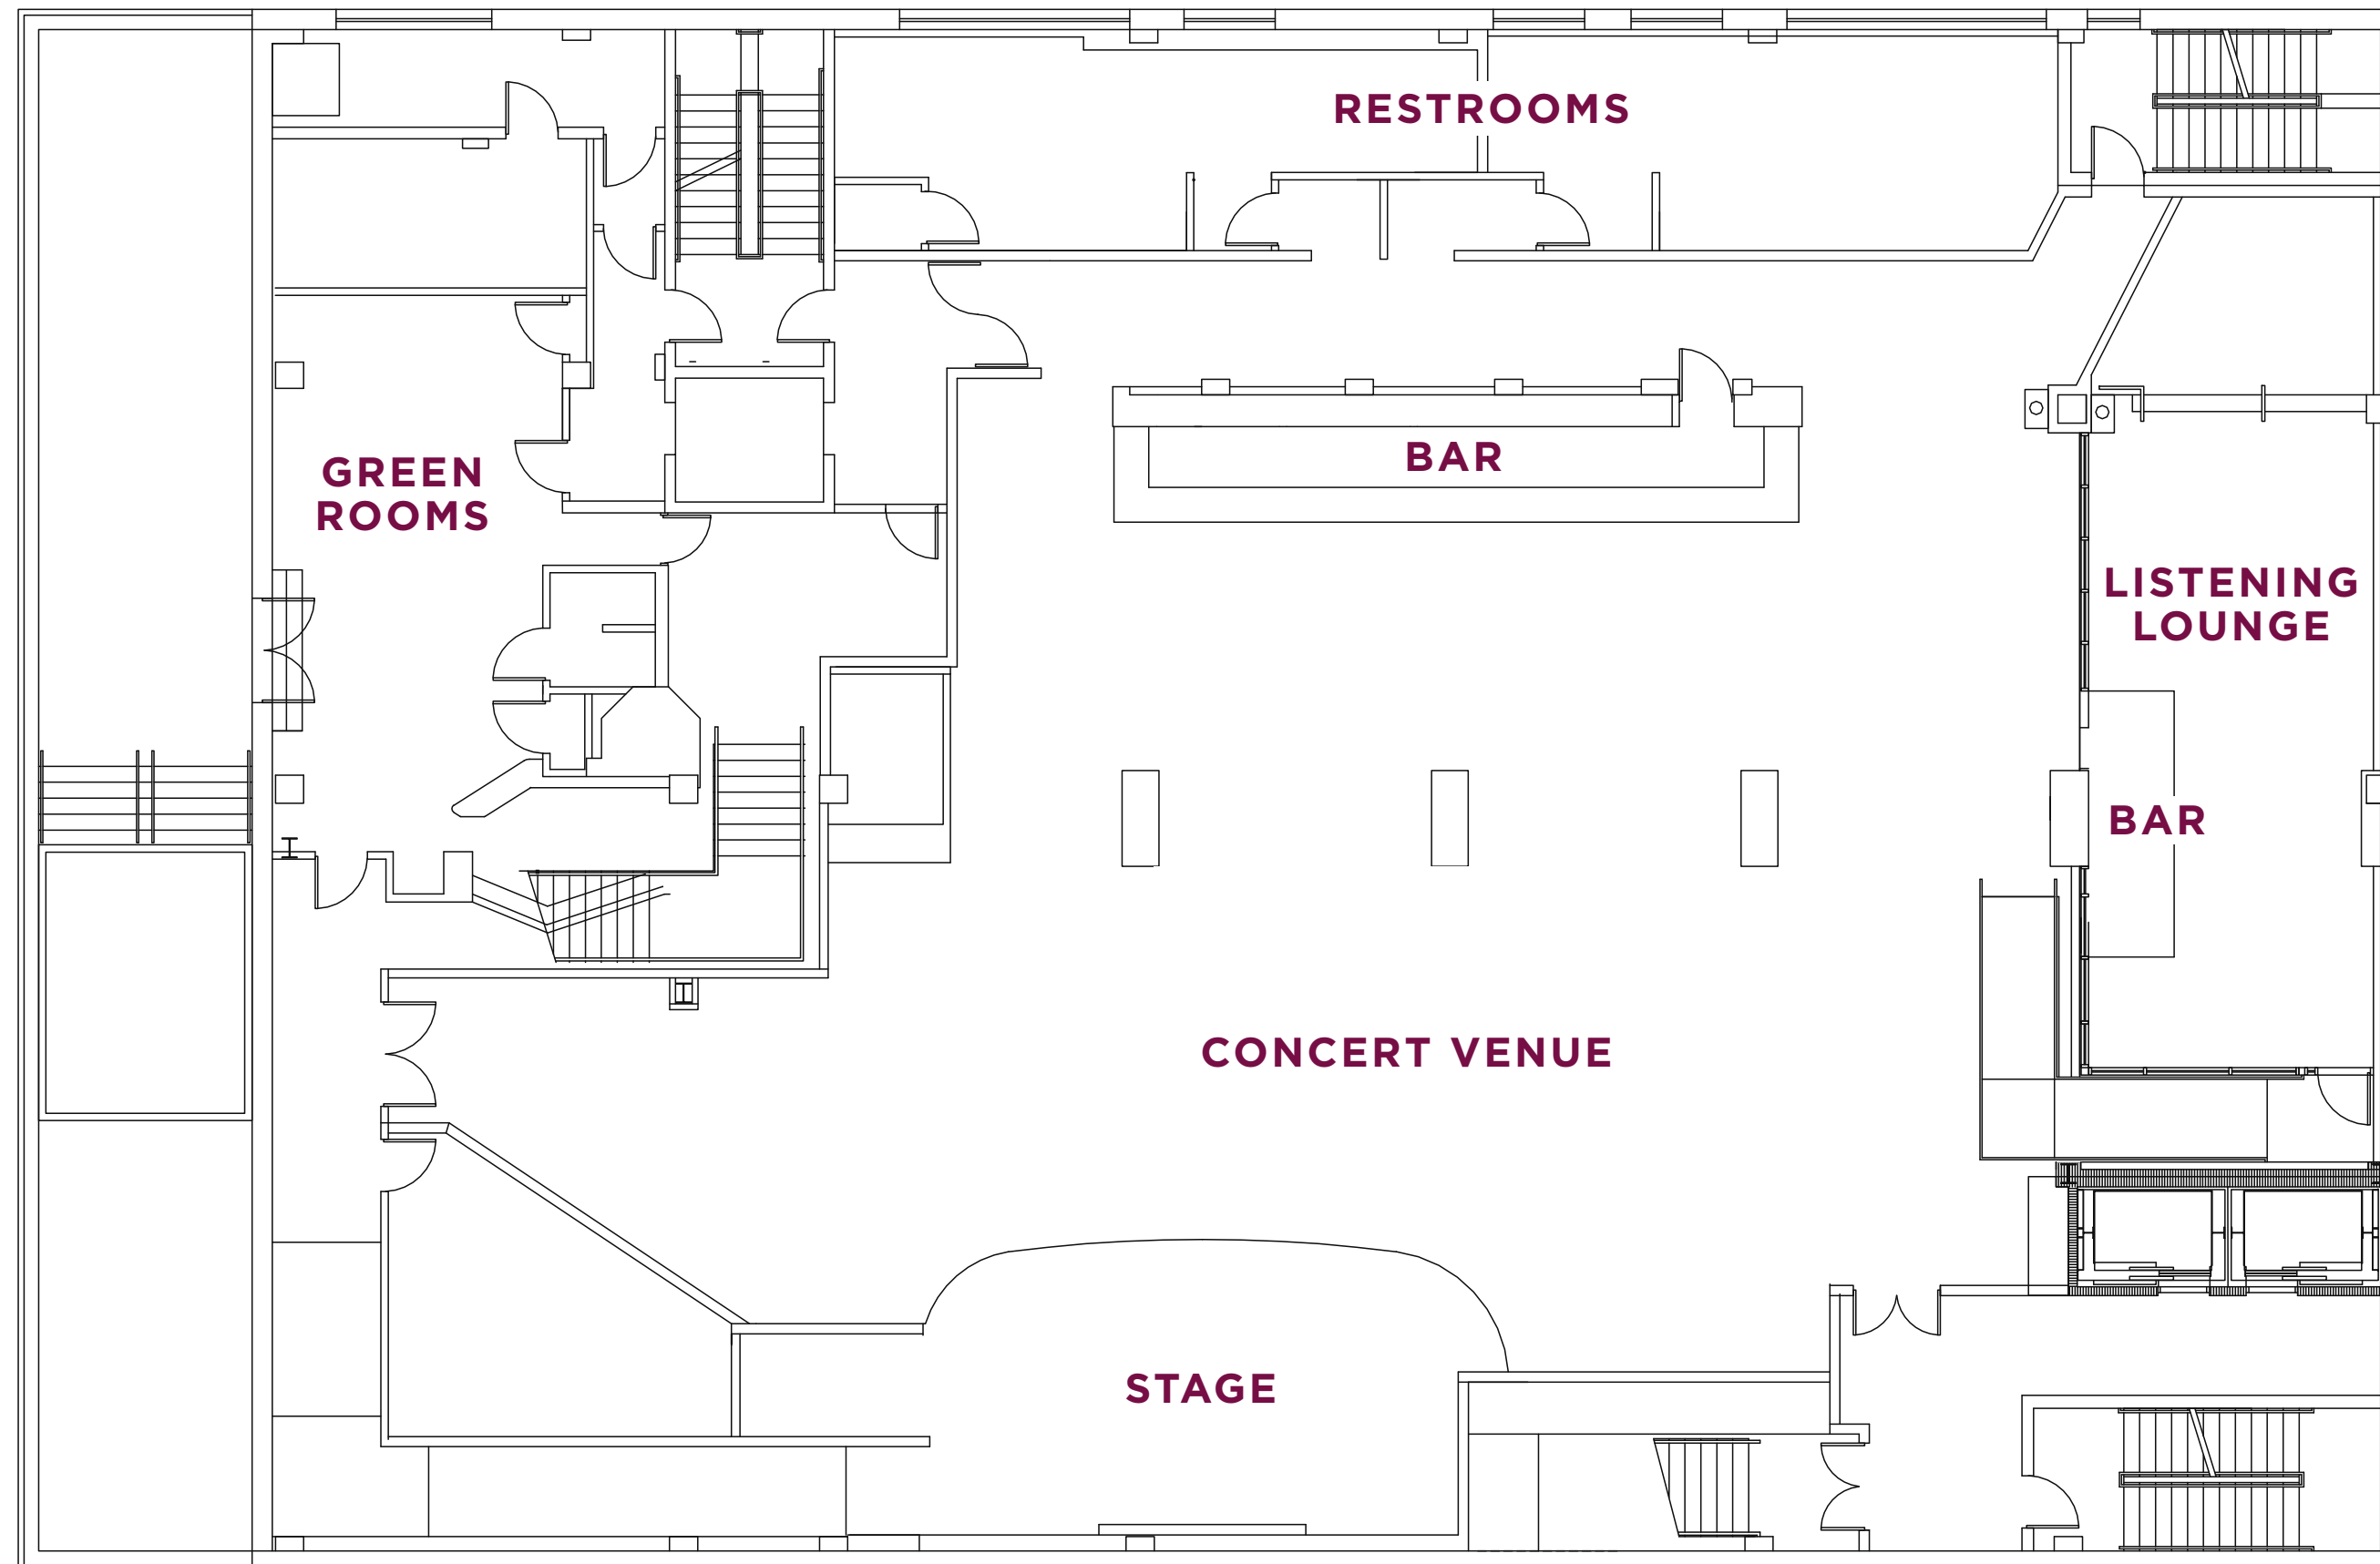 RESTROOMS
BAR
GREEN
ROOMS
LISTENING
LOUNGE
BAR
CONCERT VENUE
STAGE